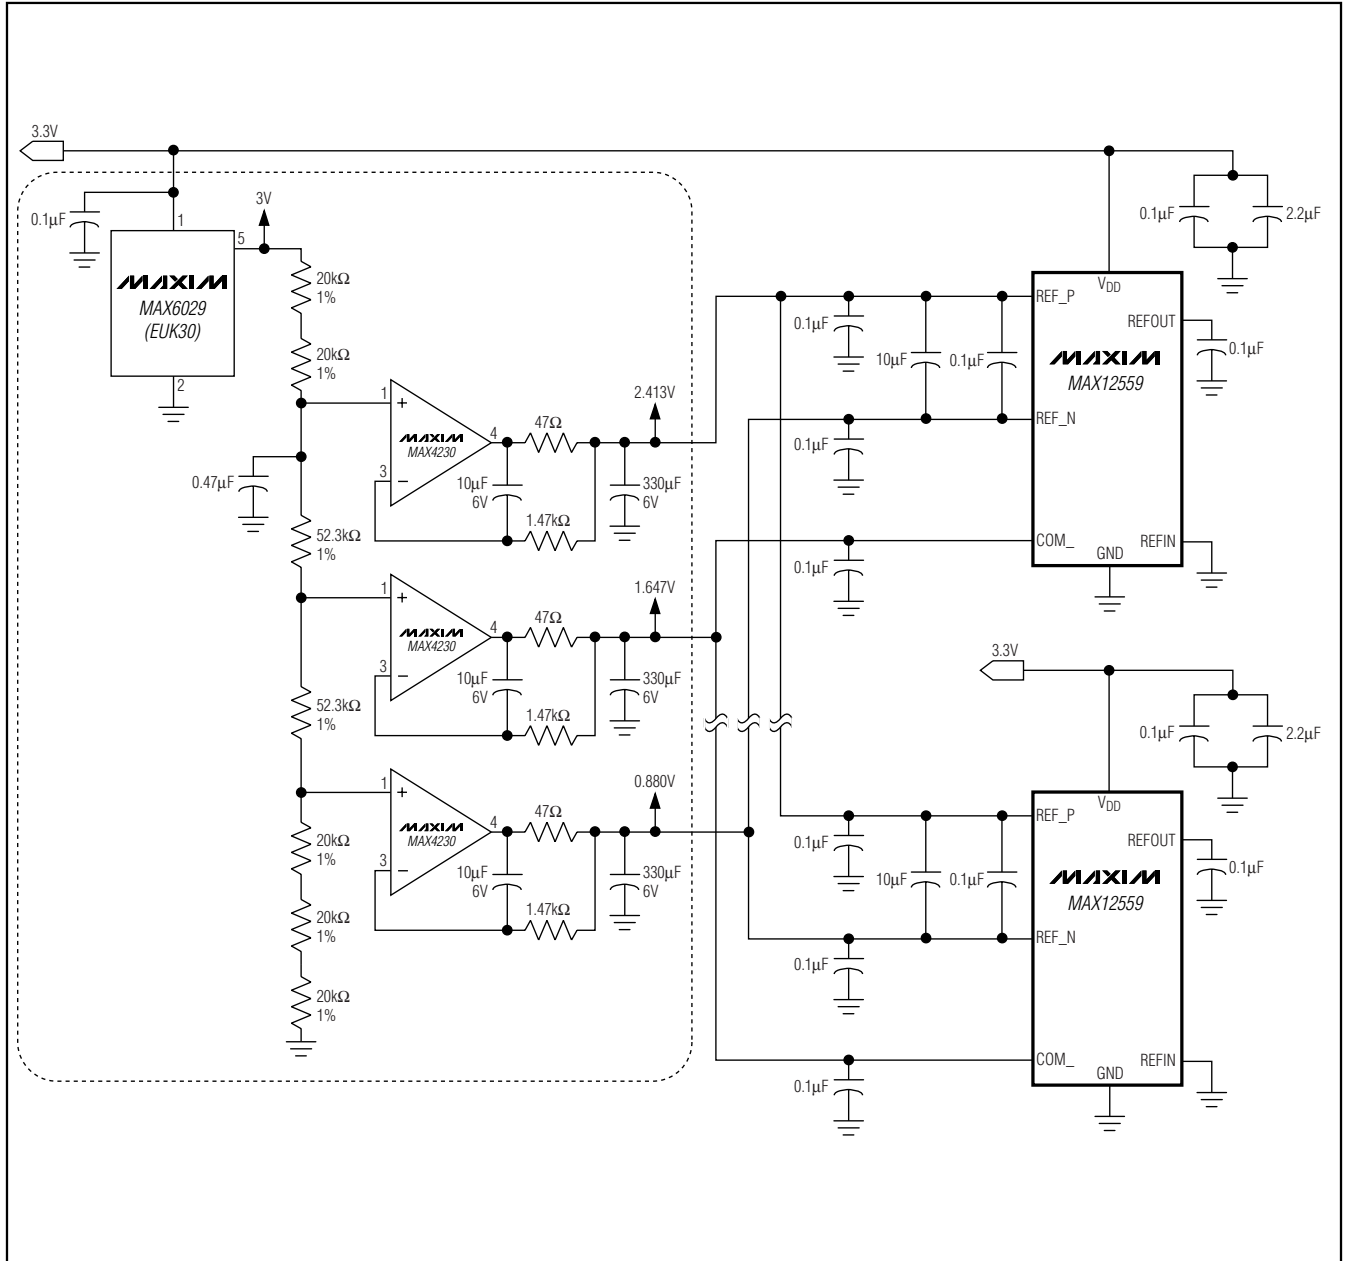 3.3V
0.1μF
1
3V
5
MAXIM
MAX6029
(EUK30)
2
20kΩ
1%
20kΩ
1%
0.47μF
52.3kΩ
1%
52.3kΩ
1%
20kΩ
1%
20kΩ
1%
20kΩ
1%
1
+
MAXIM
MAX4230
3
−
4
47Ω
2.413V
10μF
6V
330μF
6V
1.47kΩ
1
+
MAXIM
MAX4230
3
−
4
47Ω
1.647V
10μF
6V
330μF
6V
1.47kΩ
1
+
MAXIM
MAX4230
3
−
4
47Ω
0.880V
10μF
6V
330μF
6V
1.47kΩ
0.1μF
2.2μF
VDD
REF_P
REFOUT
0.1μF
0.1μF
10μF
0.1μF
MAXIM
MAX12559
REF_N
0.1μF
COM_
GND
REFIN
0.1μF
3.3V
0.1μF
2.2μF
VDD
REF_P
REFOUT
0.1μF
0.1μF
10μF
0.1μF
MAXIM
MAX12559
REF_N
0.1μF
COM_
GND
REFIN
0.1μF